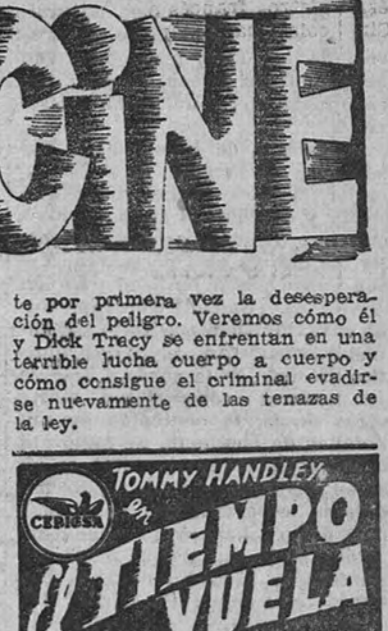 CiNE
te por primera vez la desespera-
ción del peligro. Veremos cómo él
y Dick Tracy se enfrentan en una
terrible lucha cuerpo a cuerpo y
cómo consigue el criminal evadir-
se nuevamente de las tenazas de
la ley.
TOMMY HANDLEY
CEBIGSA en
El TIEMPO
VUELA